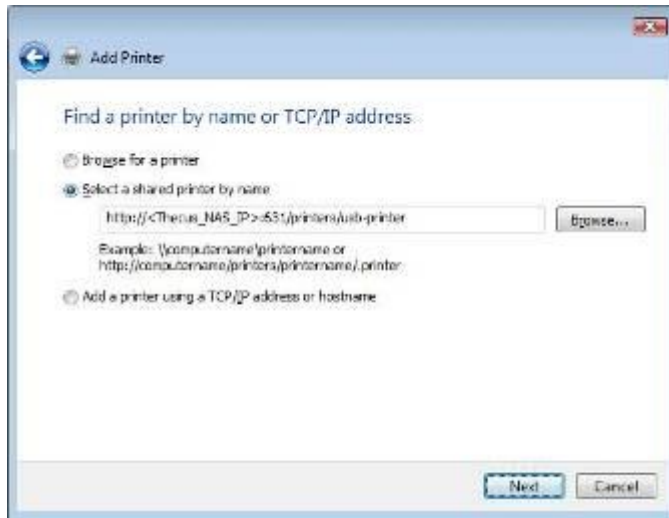 Add Printer
Find a printer by name or TCP/IP address
Browse for a printer
Select a shared printer by name
http://<Thecus_NAS_IP>:631/printers/usb-printer
Browse...
Example: \\computername\printername or
http://computername/printers/printername/.printer
Add a printer using a TCP/IP address or hostname
Next
Cancel